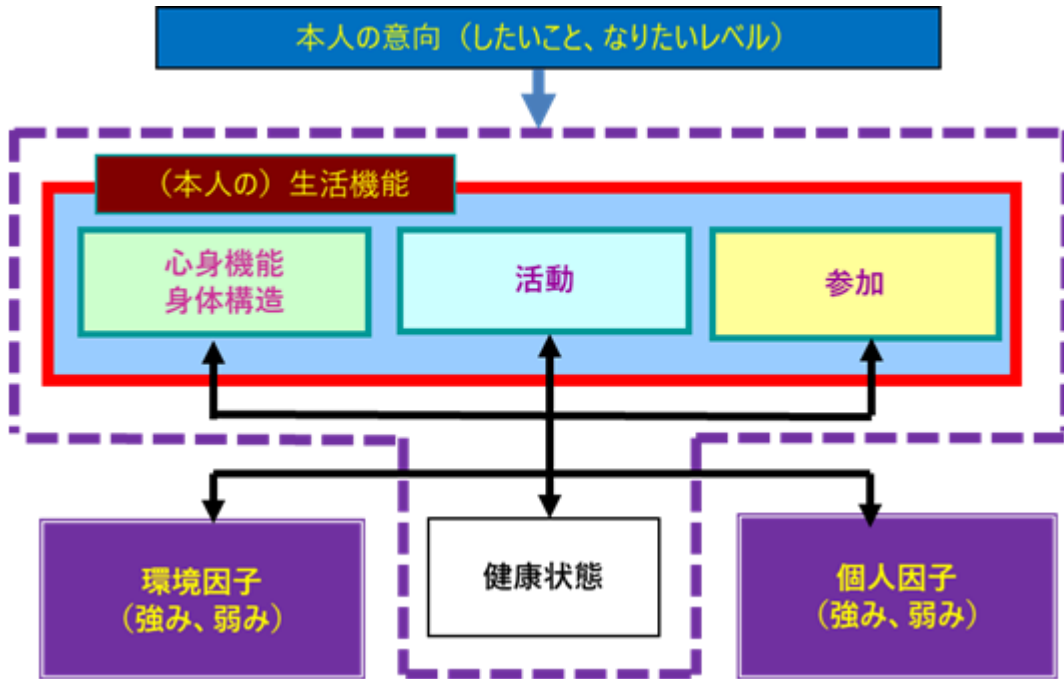 本人の意向（したいこと、なりたいレベル）
（本人の）生活機能
心身機能
身体構造
活動
参加
環境因子
（強み、弱み）
健康状態
個人因子
（強み、弱み）